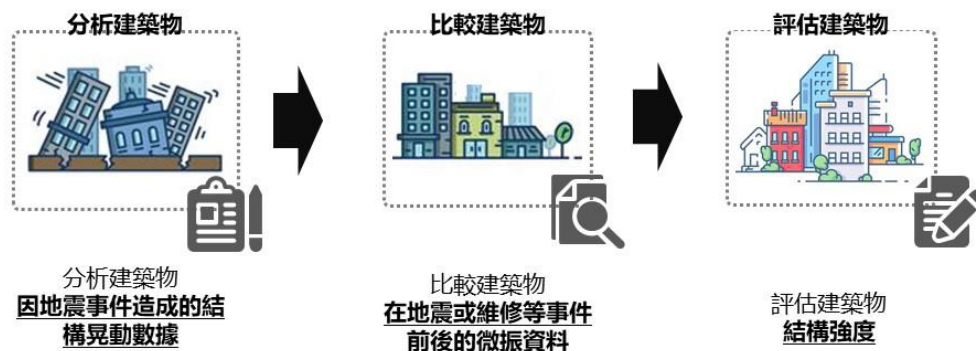 分析建築物
比較建築物
評估建築物
分析建築物
因地震事件造成的結
構晃動數據
比較建築物
在地震或維修等事件
前後的微振資料
評估建築物
結構強度